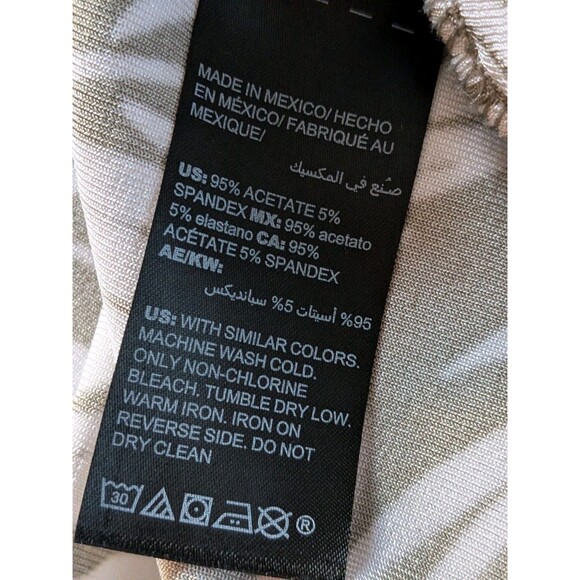 MADE IN MEXICO/ HECHO
EN MÉXICO/ FABRIQUÉ AU
MEXIQUE/
صُنع في المكسيك
US: 95% ACETATE 5%
SPANDEX MX: 95% acetato
5% elastano CA: 95%
ACÉTATE 5% SPANDEX
AE/KW:
95% أسيتات 5% سبانديكس
US: WITH SIMILAR COLORS.
MACHINE WASH COLD.
ONLY NON-CHLORINE
BLEACH. TUMBLE DRY LOW.
WARM IRON. IRON ON
REVERSE SIDE. DO NOT
DRY CLEAN
30 ®